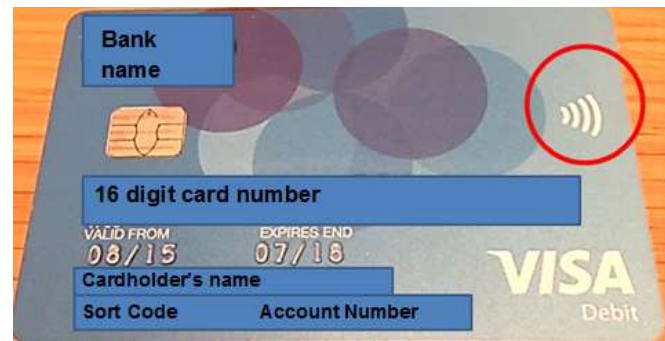 Bank
name
16 digit card number
VALID FROM EXPIRES END
08/15 07/18
Cardholder's name
Sort Code Account Number
VISA
Debit